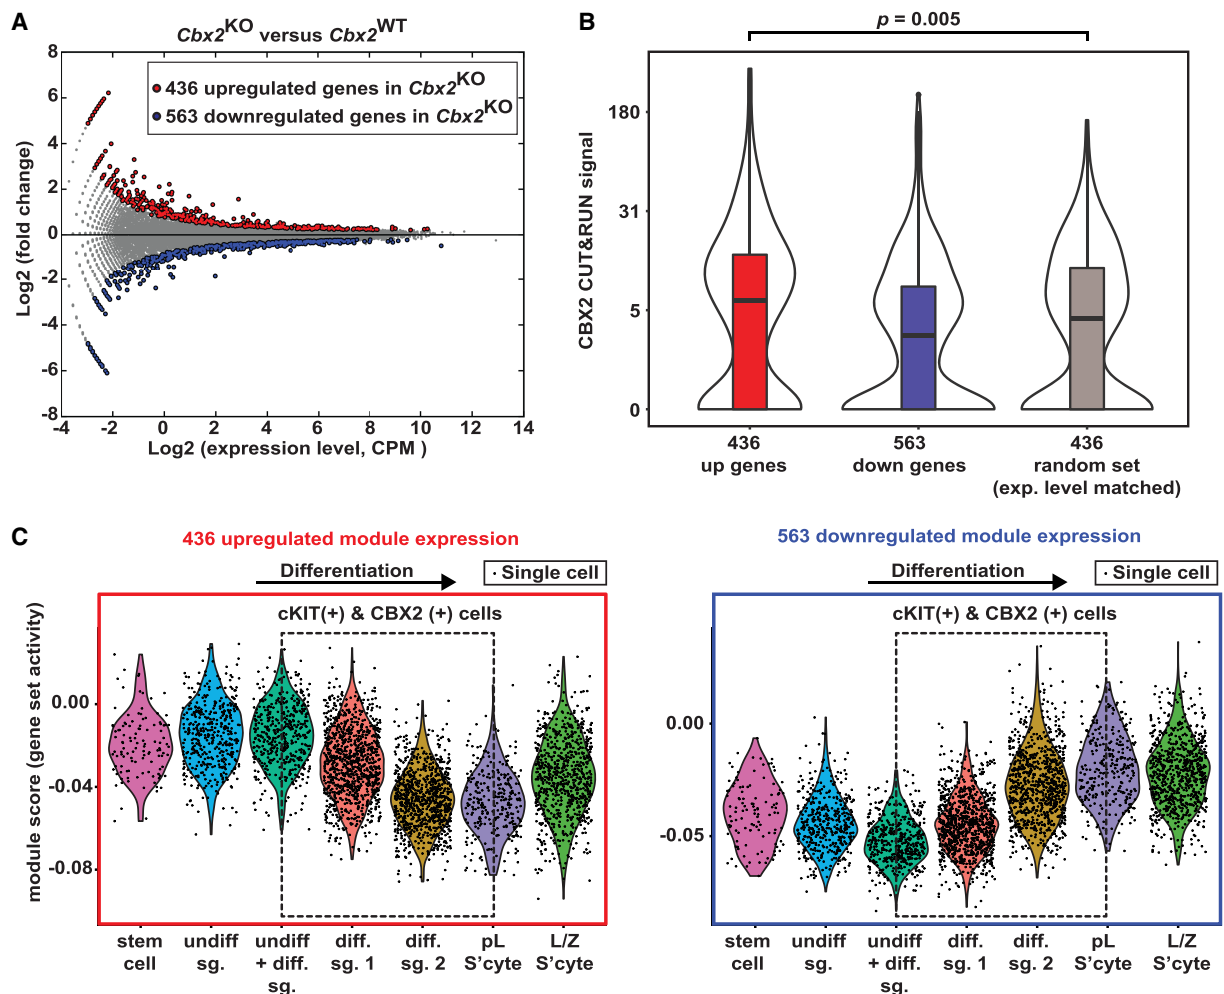 A
Cbx2KO versus Cbx2WT
8
6
4
2
0
-2
-4
-6
-8
-4 -2 0 2 4 6 8 10 12 14
Log2 (fold change)
Log2 (expression level, CPM )
436 upregulated genes in Cbx2KO
563 downregulated genes in Cbx2KO
B
p = 0.005
CBX2 CUT&RUN signal
180
31
5
0
436
up genes
563
down genes
436
random set
(exp. level matched)
C
436 upregulated module expression
Differentiation
· Single cell
cKIT(+) & CBX2 (+) cells
module score (gene set activity)
0.00
-0.04
-0.08
stem
cell
undiff
sg.
undiff
+ diff.
sg.
diff.
sg. 1
diff.
sg. 2
pL
S'cyte
L/Z
S'cyte
563 downregulated module expression
Differentiation
· Single cell
cKIT(+) & CBX2 (+) cells
0.00
-0.05
stem
cell
undiff
sg.
undiff
+ diff.
sg.
diff.
sg. 1
diff.
sg. 2
pL
S'cyte
L/Z
S'cyte